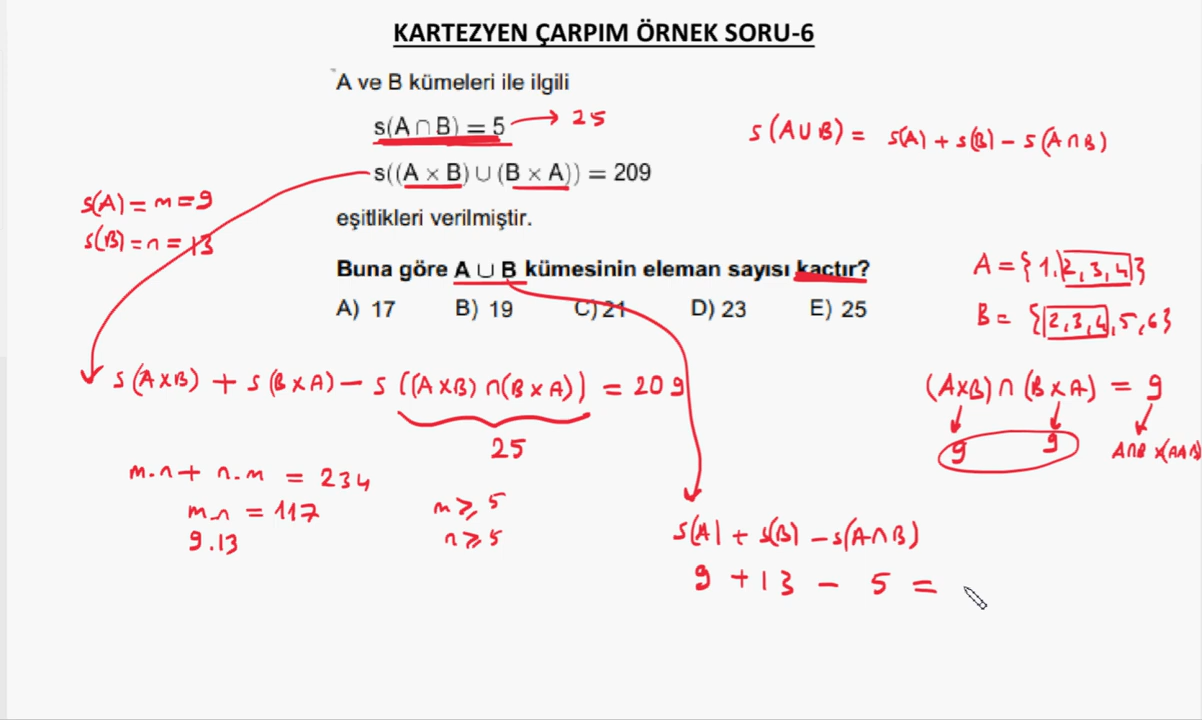 KARTEZYEN ÇARPIM ÖRNEK SORU-6
A ve B kümeleri ile ilgili
s(A ∩ B) = 5 → 25
s((A × B) ∪ (B × A)) = 209
eşitlikleri verilmiştir.
Buna göre A ∪ B kümesinin eleman sayısı kaçtır?
A) 17 B) 19 C) 21 D) 23 E) 25
s(A∪B) = s(A) + s(B) - s(A∩B)
s(A) = m = 9
s(B) = n = 13
A = {1,2,3,4}
B = {2,3,4,5,6}
(A×B) ∩ (B×A) = 9
9 9 A∩B ×(A∩B)
s(A×B) + s(B×A) - s((A×B)∩(B×A)) = 209
25
m.n + n.m = 234
m.n = 117
9.13
m ≥ 5
n ≥ 5
s(A) + s(B) - s(A∩B)
9 + 13 - 5 =